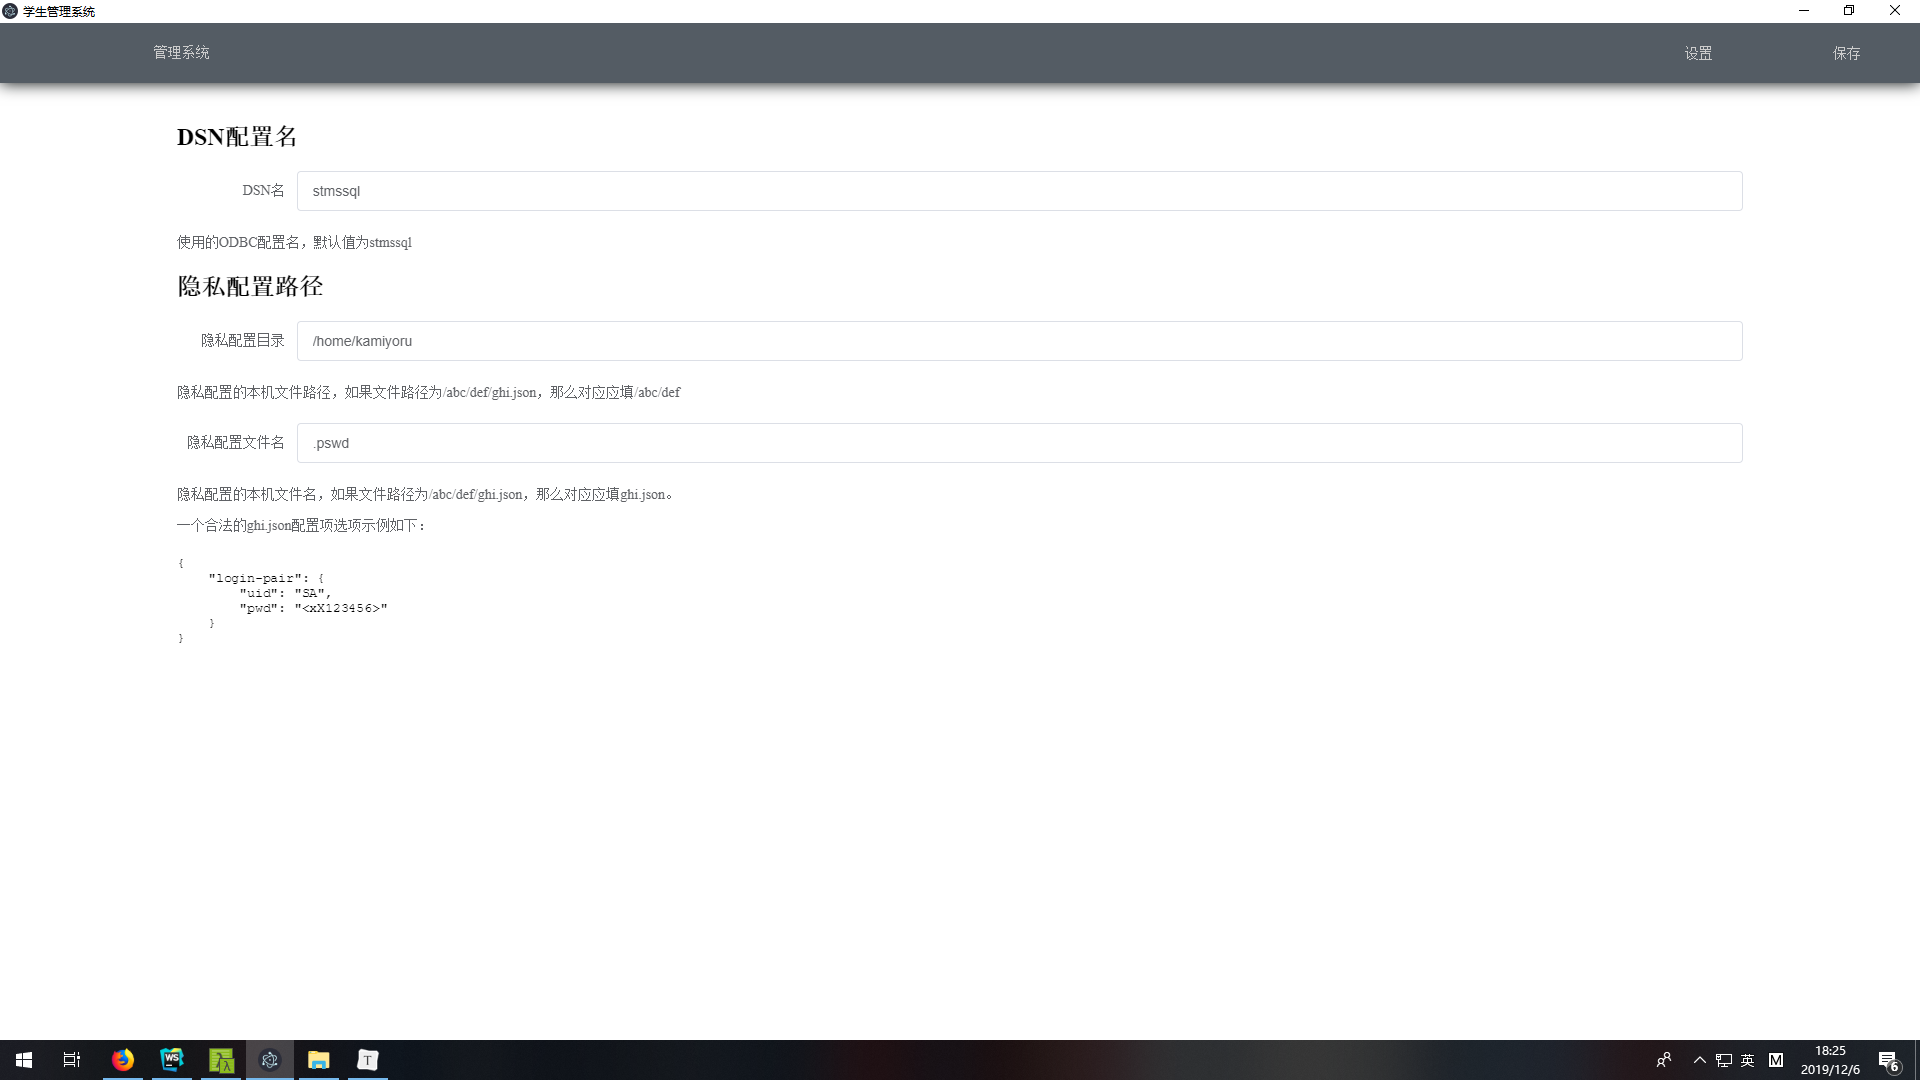 学生管理系统
管理系统 设置 保存
DSN配置名
DSN名 stmssql
使用的ODBC配置名，默认值为stmssql
隐私配置路径
隐私配置目录 /home/kamiyoru
隐私配置的本机文件路径，如果文件路径为/abc/def/ghi.json，那么对应应填/abc/def
隐私配置文件名 .pswd
隐私配置的本机文件名，如果文件路径为/abc/def/ghi.json，那么对应应填ghi.json。
一个合法的ghi.json配置项选项示例如下：
{
    "login-pair": {
        "uid": "SA",
        "pwd": "<xX123456>"
    }
}
WS
λ
T
英
M
18:25
2019/12/6
6